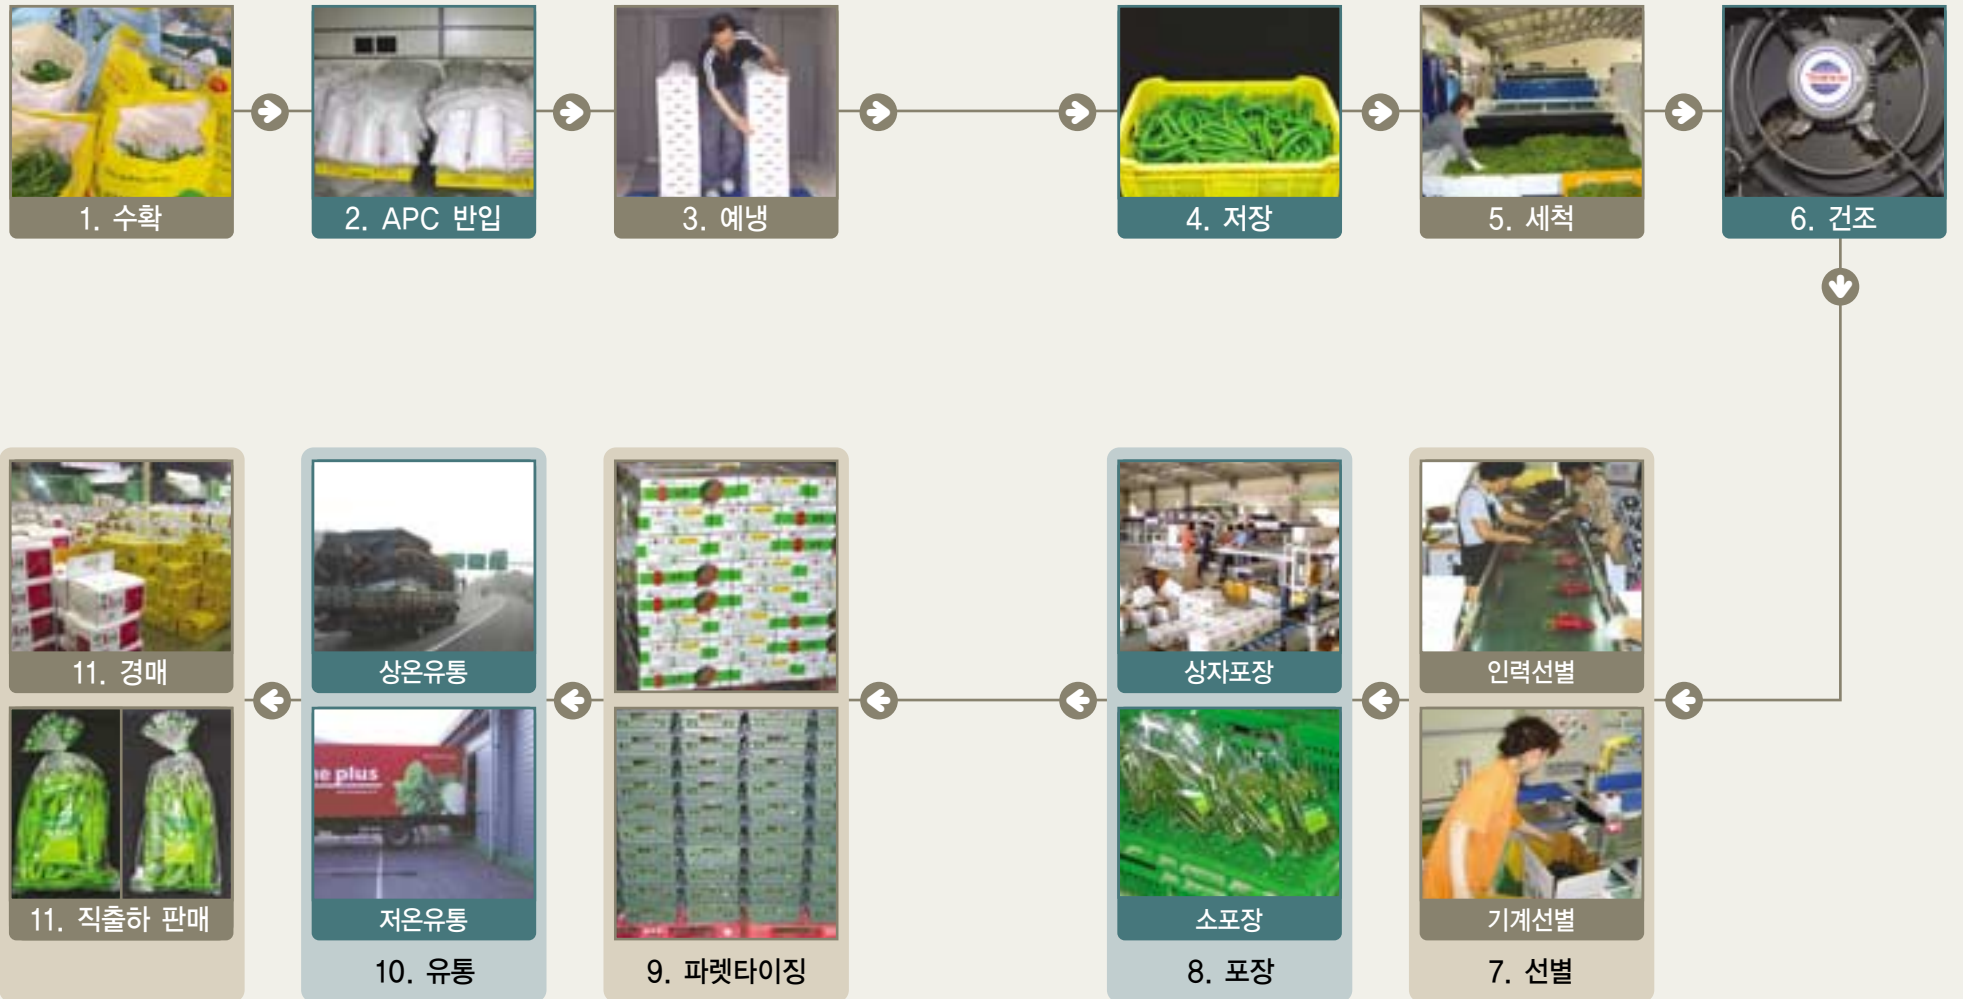 1. 수확
2. APC 반입
3. 예냉
4. 저장
5. 세척
6. 건조
11. 경매
상온유통
상자포장
인력선별
ne plus
11. 직출하 판매
저온유통
소포장
기계선별
10. 유통
9. 파렛타이징
8. 포장
7. 선별